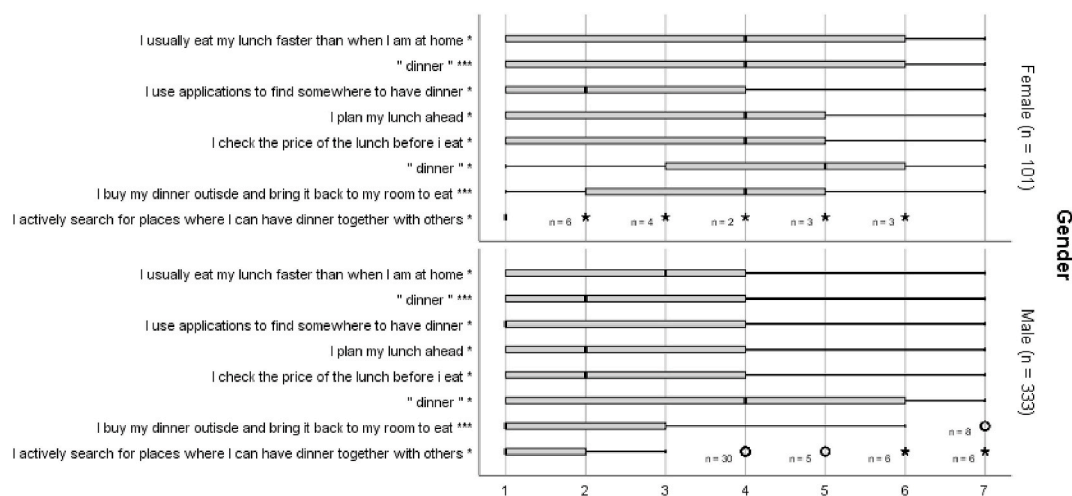 I usually eat my lunch faster than when I am at home *
" dinner " ***
I use applications to find somewhere to have dinner *
I plan my lunch ahead *
I check the price of the lunch before i eat *
" dinner " *
I buy my dinner outisde and bring it back to my room to eat ***
I actively search for places where I can have dinner together with others *
n = 6
n = 4
n = 2
n = 3
n = 3
Female (n = 101)
I usually eat my lunch faster than when I am at home *
" dinner " ***
I use applications to find somewhere to have dinner *
I plan my lunch ahead *
I check the price of the lunch before i eat *
" dinner " *
I buy my dinner outisde and bring it back to my room to eat ***
n = 8
I actively search for places where I can have dinner together with others *
n = 30
n = 5
n = 6
n = 6
Male (n = 333)
Gender
1 2 3 4 5 6 7